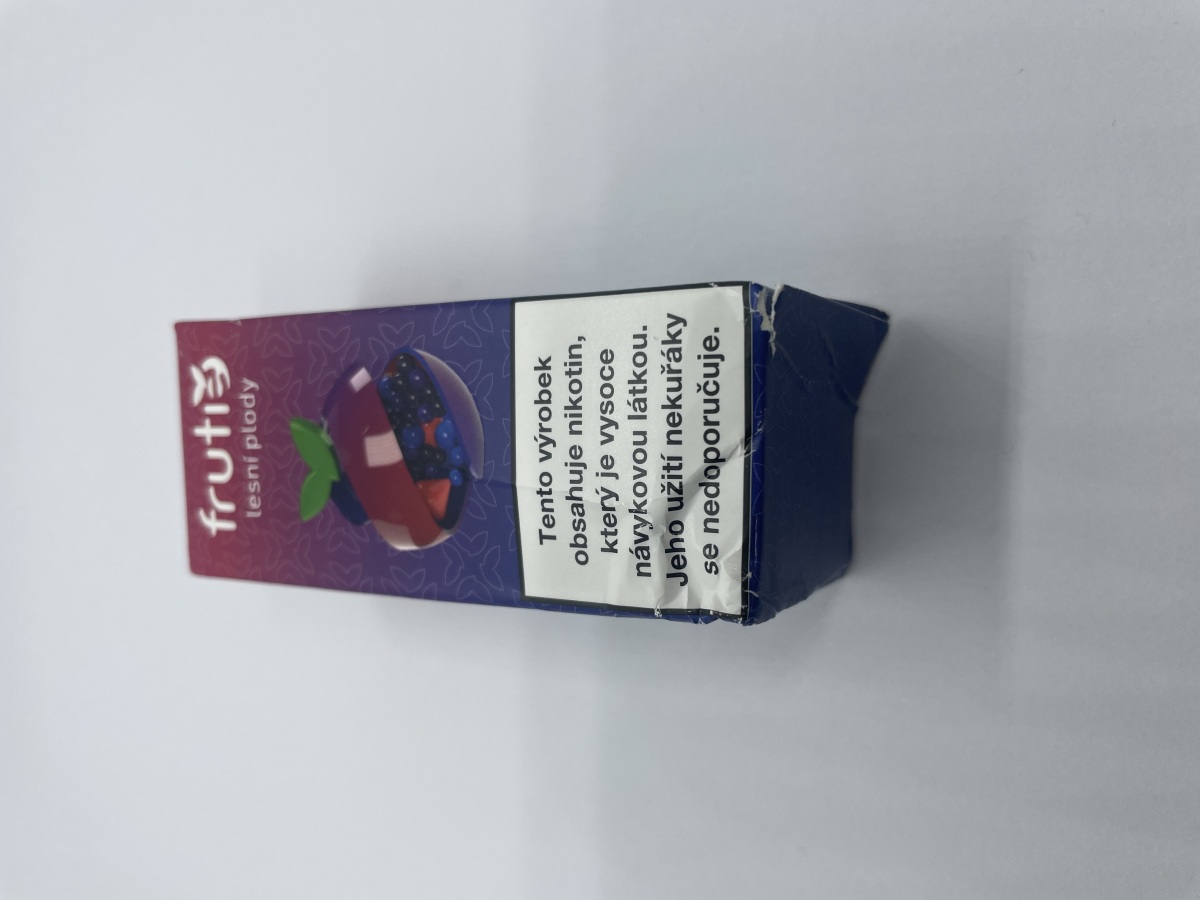 frutie
lesní plody
Tento výrobek
obsahuje nikotin,
který je vysoce
návykovou látkou.
Jeho užití nekuřáky
se nedoporučuje.